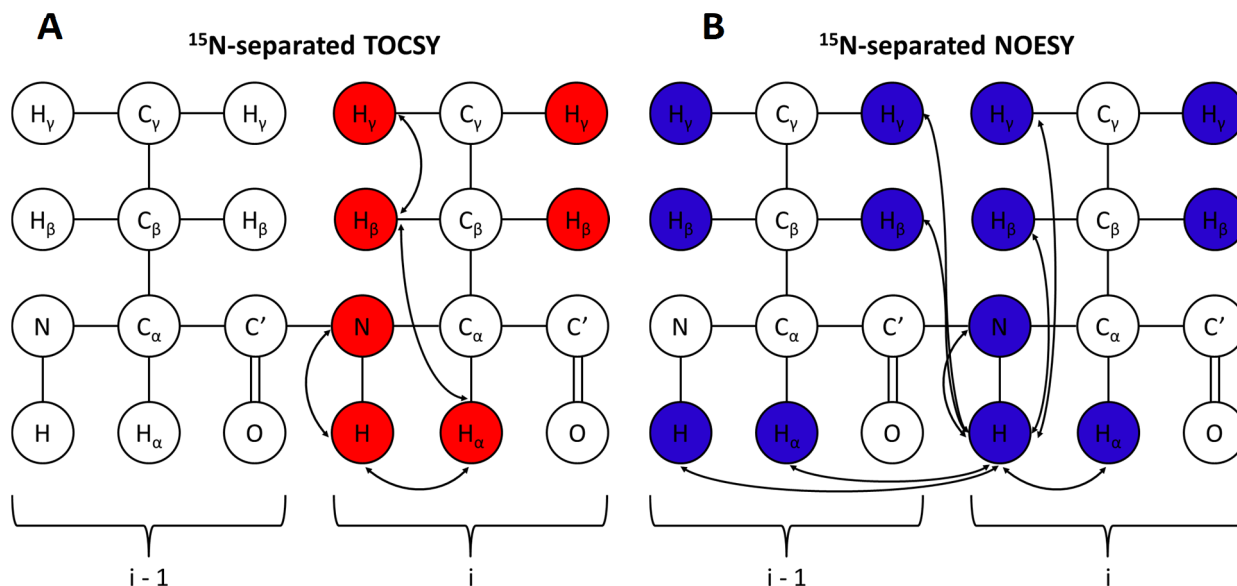 A
B
¹⁵N-separated TOCSY
¹⁵N-separated NOESY
Hγ Cγ Hγ Hγ Cγ Hγ Hγ Cγ Hγ Hγ Cγ Hγ
Hβ Cβ Hβ Hβ Cβ Hβ Hβ Cβ Hβ Hβ Cβ Hβ
N Cα C’ N Cα C’ N Cα C’ N Cα C’
H Hα O H Hα O H Hα O H Hα O
i - 1 i i - 1 i